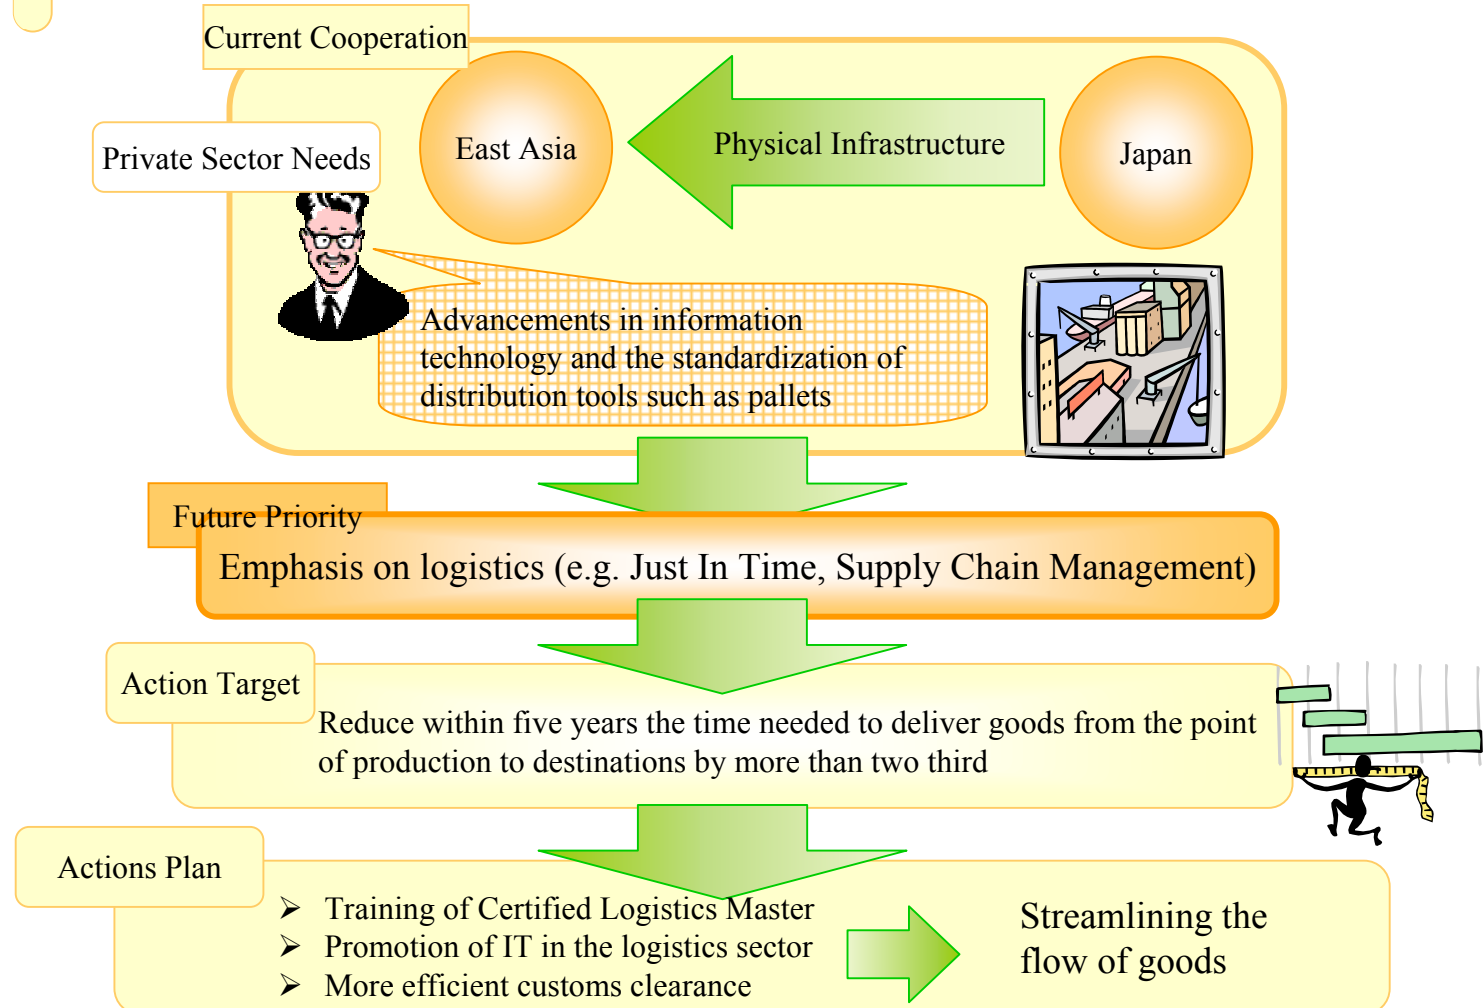 Current Cooperation
Private Sector Needs
East Asia
Physical Infrastructure
Japan
Advancements in information
technology and the standardization of
distribution tools such as pallets
Future Priority
Emphasis on logistics (e.g. Just In Time, Supply Chain Management)
Action Target
Reduce within five years the time needed to deliver goods from the point
of production to destinations by more than two third
Actions Plan
➢ Training of Certified Logistics Master
➢ Promotion of IT in the logistics sector
➢ More efficient customs clearance
Streamlining the
flow of goods